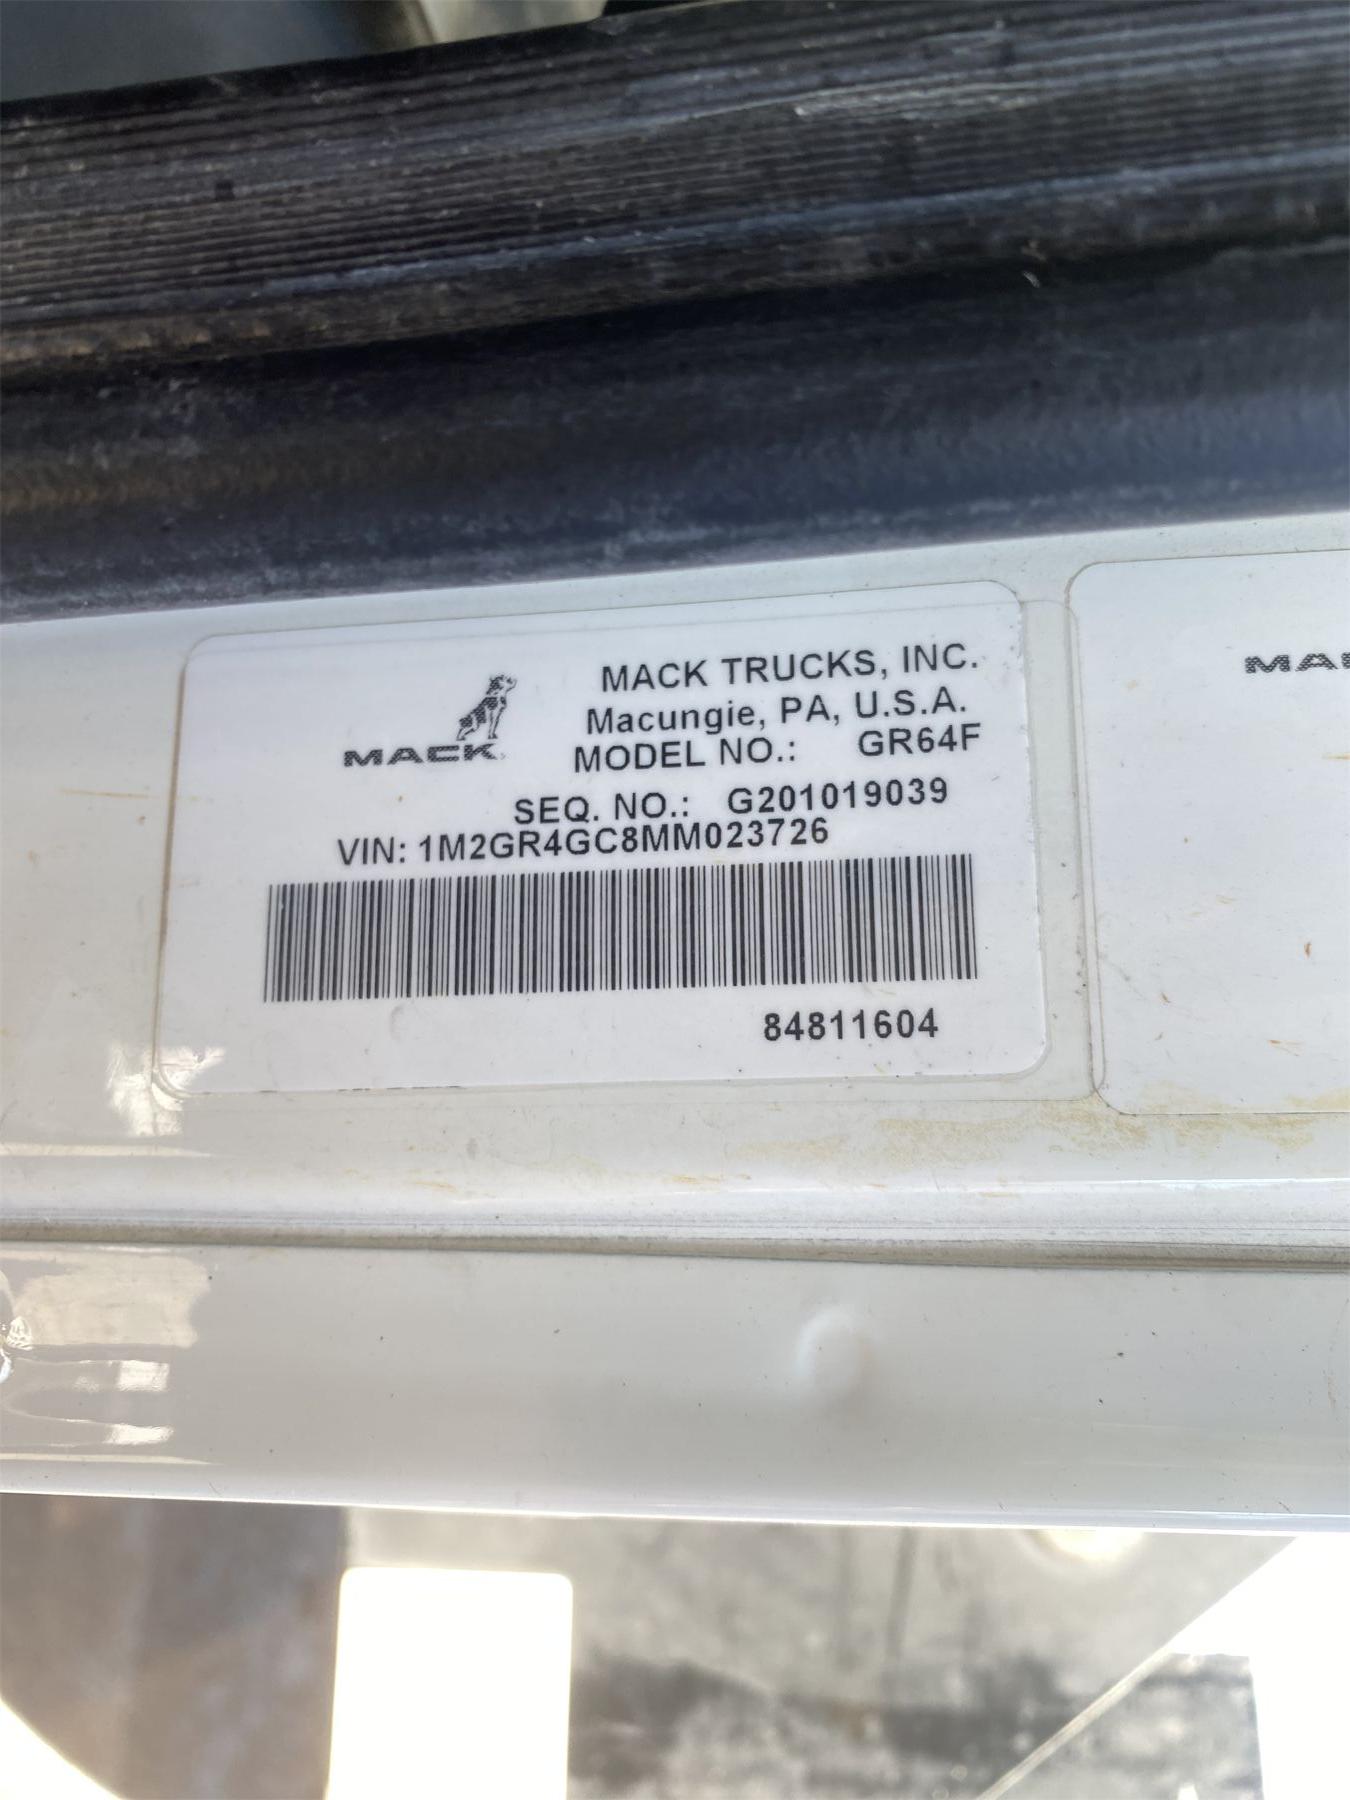 MACK
MACK TRUCKS, INC.
Macungie, PA, U.S.A.
MODEL NO.: GR64F
SEQ. NO.: G201019039
VIN: 1M2GR4GC8MM023726
84811604